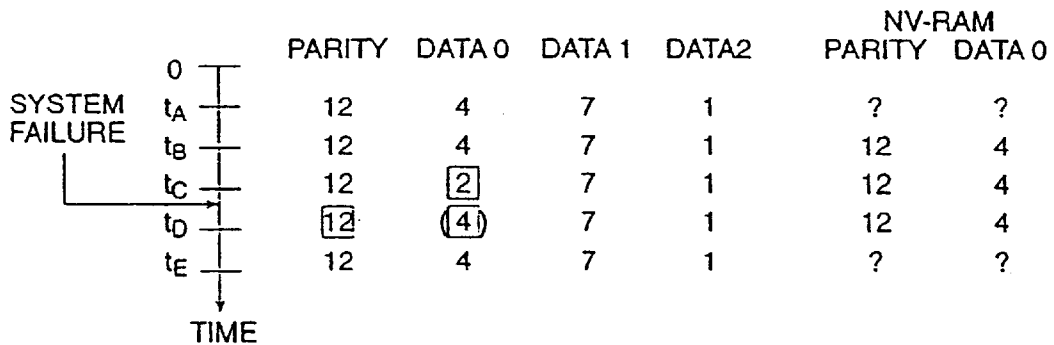 NV-RAM
PARITY DATA 0 DATA 1 DATA2 PARITY DATA 0
0
SYSTEM FAILURE
tA 12 4 7 1 ? ?
tB 12 4 7 1 12 4
tC 12 2 7 1 12 4
tD 12 (4) 7 1 12 4
tE 12 4 7 1 ? ?
TIME